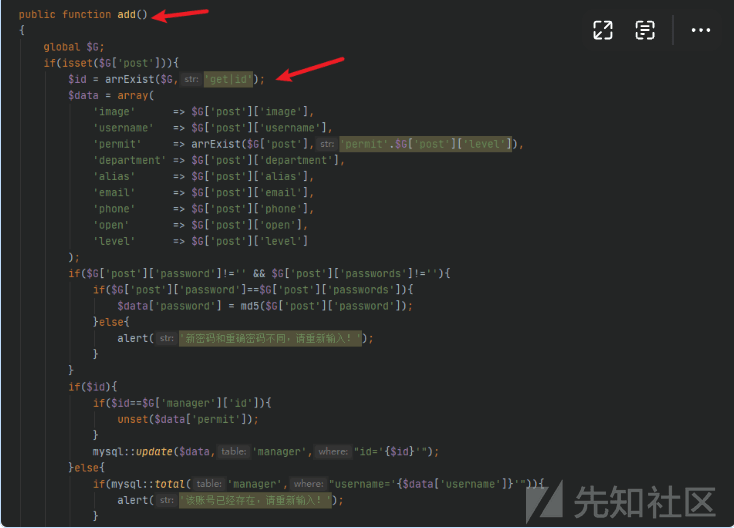 public function add()
{
global $G;
if(isset($G['post'])){
$id = arrExist($G, str: 'get|id');
$data = array(
'image' => $G['post']['image'],
'username' => $G['post']['username'],
'permit' => arrExist($G['post'], str: 'permit'.$G['post']['level']),
'department' => $G['post']['department'],
'alias' => $G['post']['alias'],
'email' => $G['post']['email'],
'phone' => $G['post']['phone'],
'open' => $G['post']['open'],
'level' => $G['post']['level']
);
if($G['post']['password']!='' && $G['post']['passwords']!=''){
if($G['post']['password']==$G['post']['passwords']){
$data['password'] = md5($G['post']['password']);
}else{
alert( str: '新密码和重确密码不同，请重新输入！');
}
}
if($id){
if($id==$G['manager']['id']){
unset($data['permit']);
}
mysql::update($data, table: 'manager', where: "id='{$id}'");
}else{
if(mysql::total( table: 'manager', where: "username='{$data['username']}'")){
alert( str: '该账号已经存在，请重新输入！');
}
先知社区